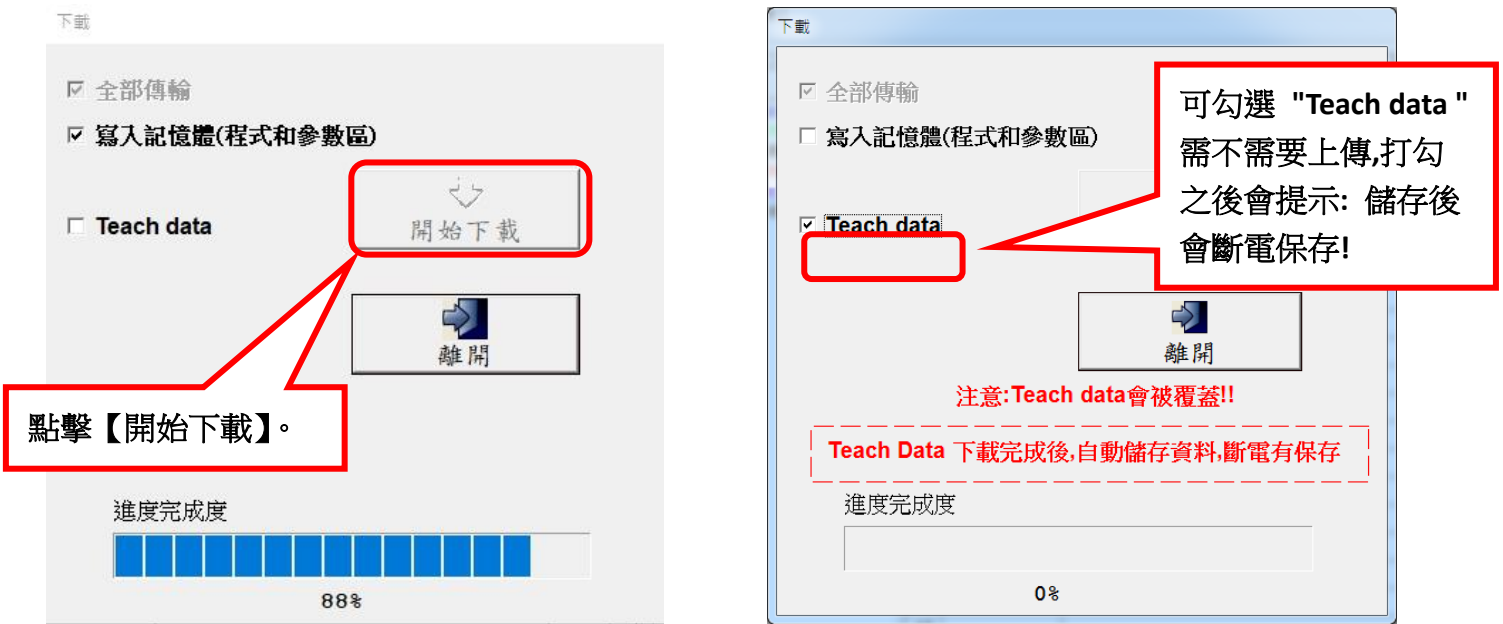 下載
全部傳輸
寫入記憶體(程式和參數區)
開始下載
Teach data
離開
點擊【開始下載】。
進度完成度
88%
下載
全部傳輸
寫入記憶體(程式和參數區)
Teach data
可勾選 "Teach data "
需不需要上傳,打勾
之後會提示: 儲存後
會斷電保存!
離開
注意:Teach data會被覆蓋!!
Teach Data 下載完成後,自動儲存資料,斷電有保存
進度完成度
0%